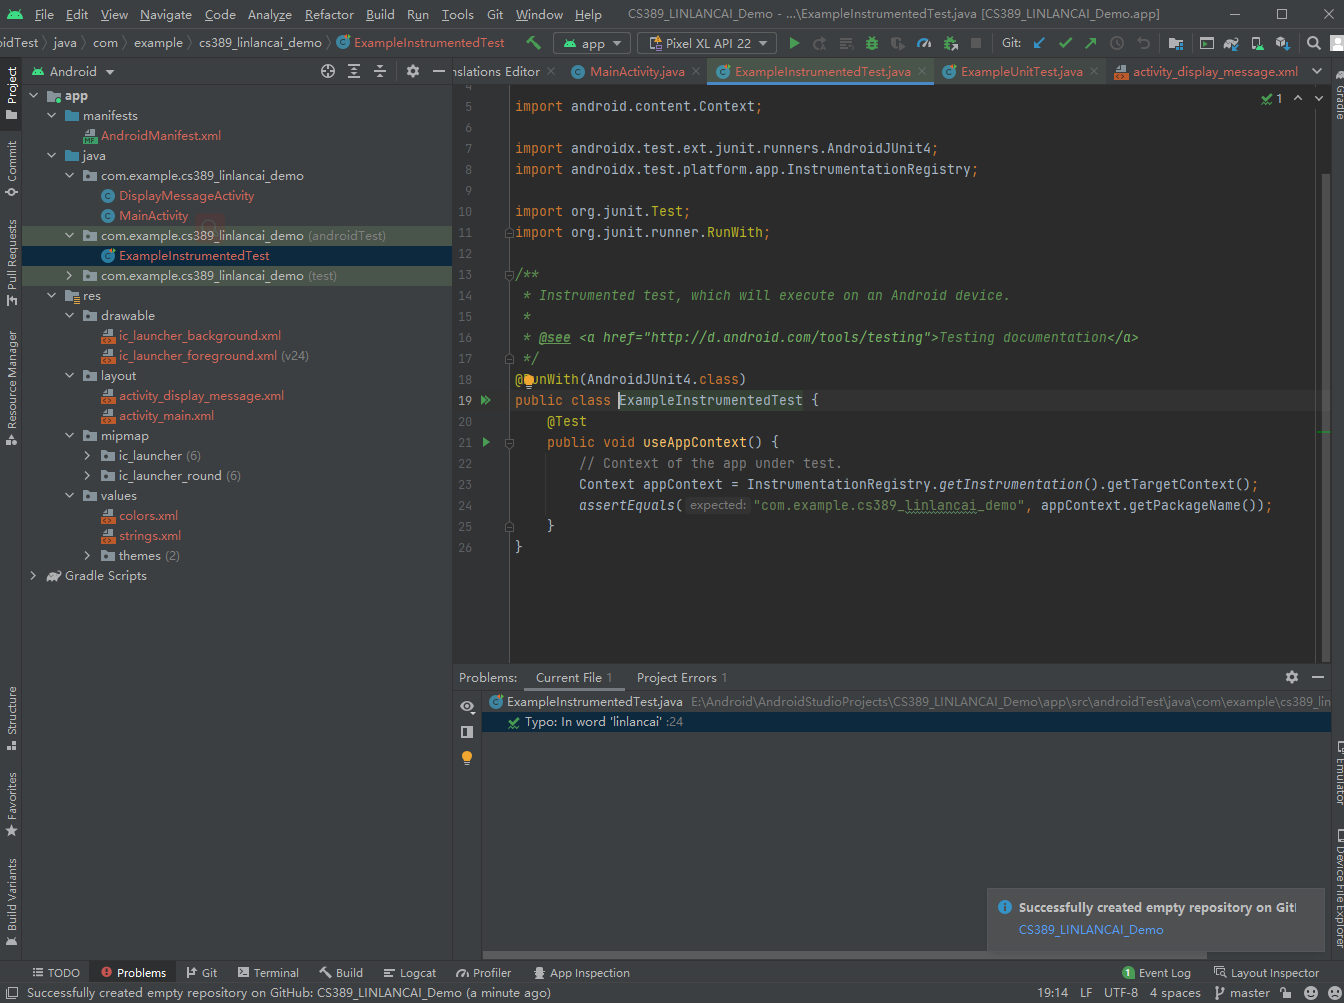 File Edit View Navigate Code Analyze Refactor Build Run Tools Git Window Help CS389_LINLANCAI_Demo - ...\ExampleInstrumentedTest.java [CS389_LINLANCAI_Demo.app]
oidTest java com example cs389_linlancai_demo ExampleInstrumentedTest app Pixel XL API 22 Git:
Android
nslations Editor MainActivity.java ExampleInstrumentedTest.java ExampleUnitTest.java activity_display_message.xml
Project
Commit
Pull Requests
Resource Manager
Structure
Favorites
Build Variants
app
manifests
AndroidManifest.xml
java
com.example.cs389_linlancai_demo
DisplayMessageActivity
MainActivity
com.example.cs389_linlancai_demo (androidTest)
ExampleInstrumentedTest
com.example.cs389_linlancai_demo (test)
res
drawable
ic_launcher_background.xml
ic_launcher_foreground.xml (v24)
layout
activity_display_message.xml
activity_main.xml
mipmap
ic_launcher (6)
ic_launcher_round (6)
values
colors.xml
strings.xml
themes (2)
Gradle Scripts
4
5 import android.content.Context;
6
7 import androidx.test.ext.junit.runners.AndroidJUnit4;
8 import androidx.test.platform.app.InstrumentationRegistry;
9
10 import org.junit.Test;
11 import org.junit.runner.RunWith;
12
13 /**
14 * Instrumented test, which will execute on an Android device.
15 *
16 * @see <a href="http://d.android.com/tools/testing">Testing documentation</a>
17 */
18 @RunWith(AndroidJUnit4.class)
19 public class ExampleInstrumentedTest {
20 @Test
21 public void useAppContext() {
22 // Context of the app under test.
23 Context appContext = InstrumentationRegistry.getInstrumentation().getTargetContext();
24 assertEquals( expected: "com.example.cs389_linlancai_demo", appContext.getPackageName());
25 }
26 }
1
Gradle
Emulator
Device File Explorer
Problems: Current File 1 Project Errors 1
ExampleInstrumentedTest.java E:\Android\AndroidStudioProjects\CS389_LINLANCAI_Demo\app\src\androidTest\java\com\example\cs389_lin
Typo: In word 'linlancai' :24
Successfully created empty repository on Git
CS389_LINLANCAI_Demo
TODO Problems Git Terminal Build Logcat Profiler App Inspection 1 Event Log Layout Inspector
Successfully created empty repository on GitHub: CS389_LINLANCAI_Demo (a minute ago) 19:14 LF UTF-8 4 spaces master